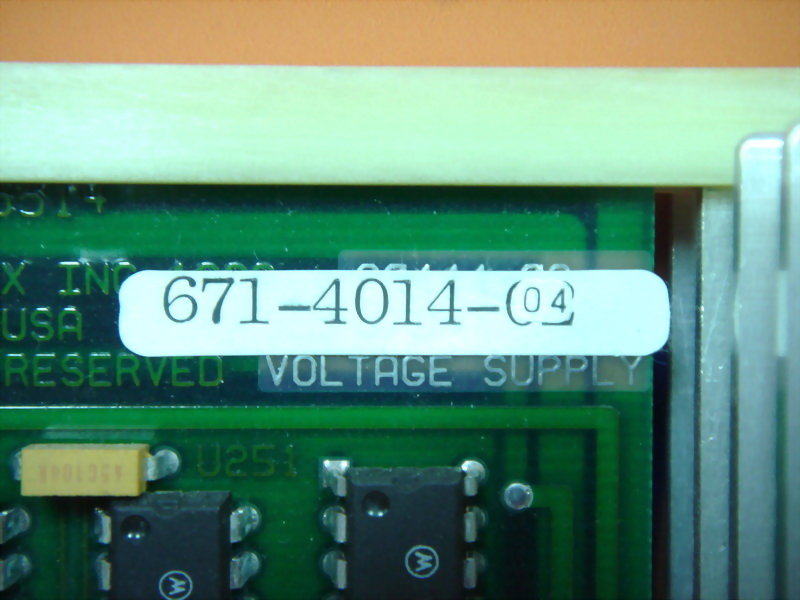 X INC
671-4014-04
USA
RESERVED VOLTAGE SUPPLY
U251